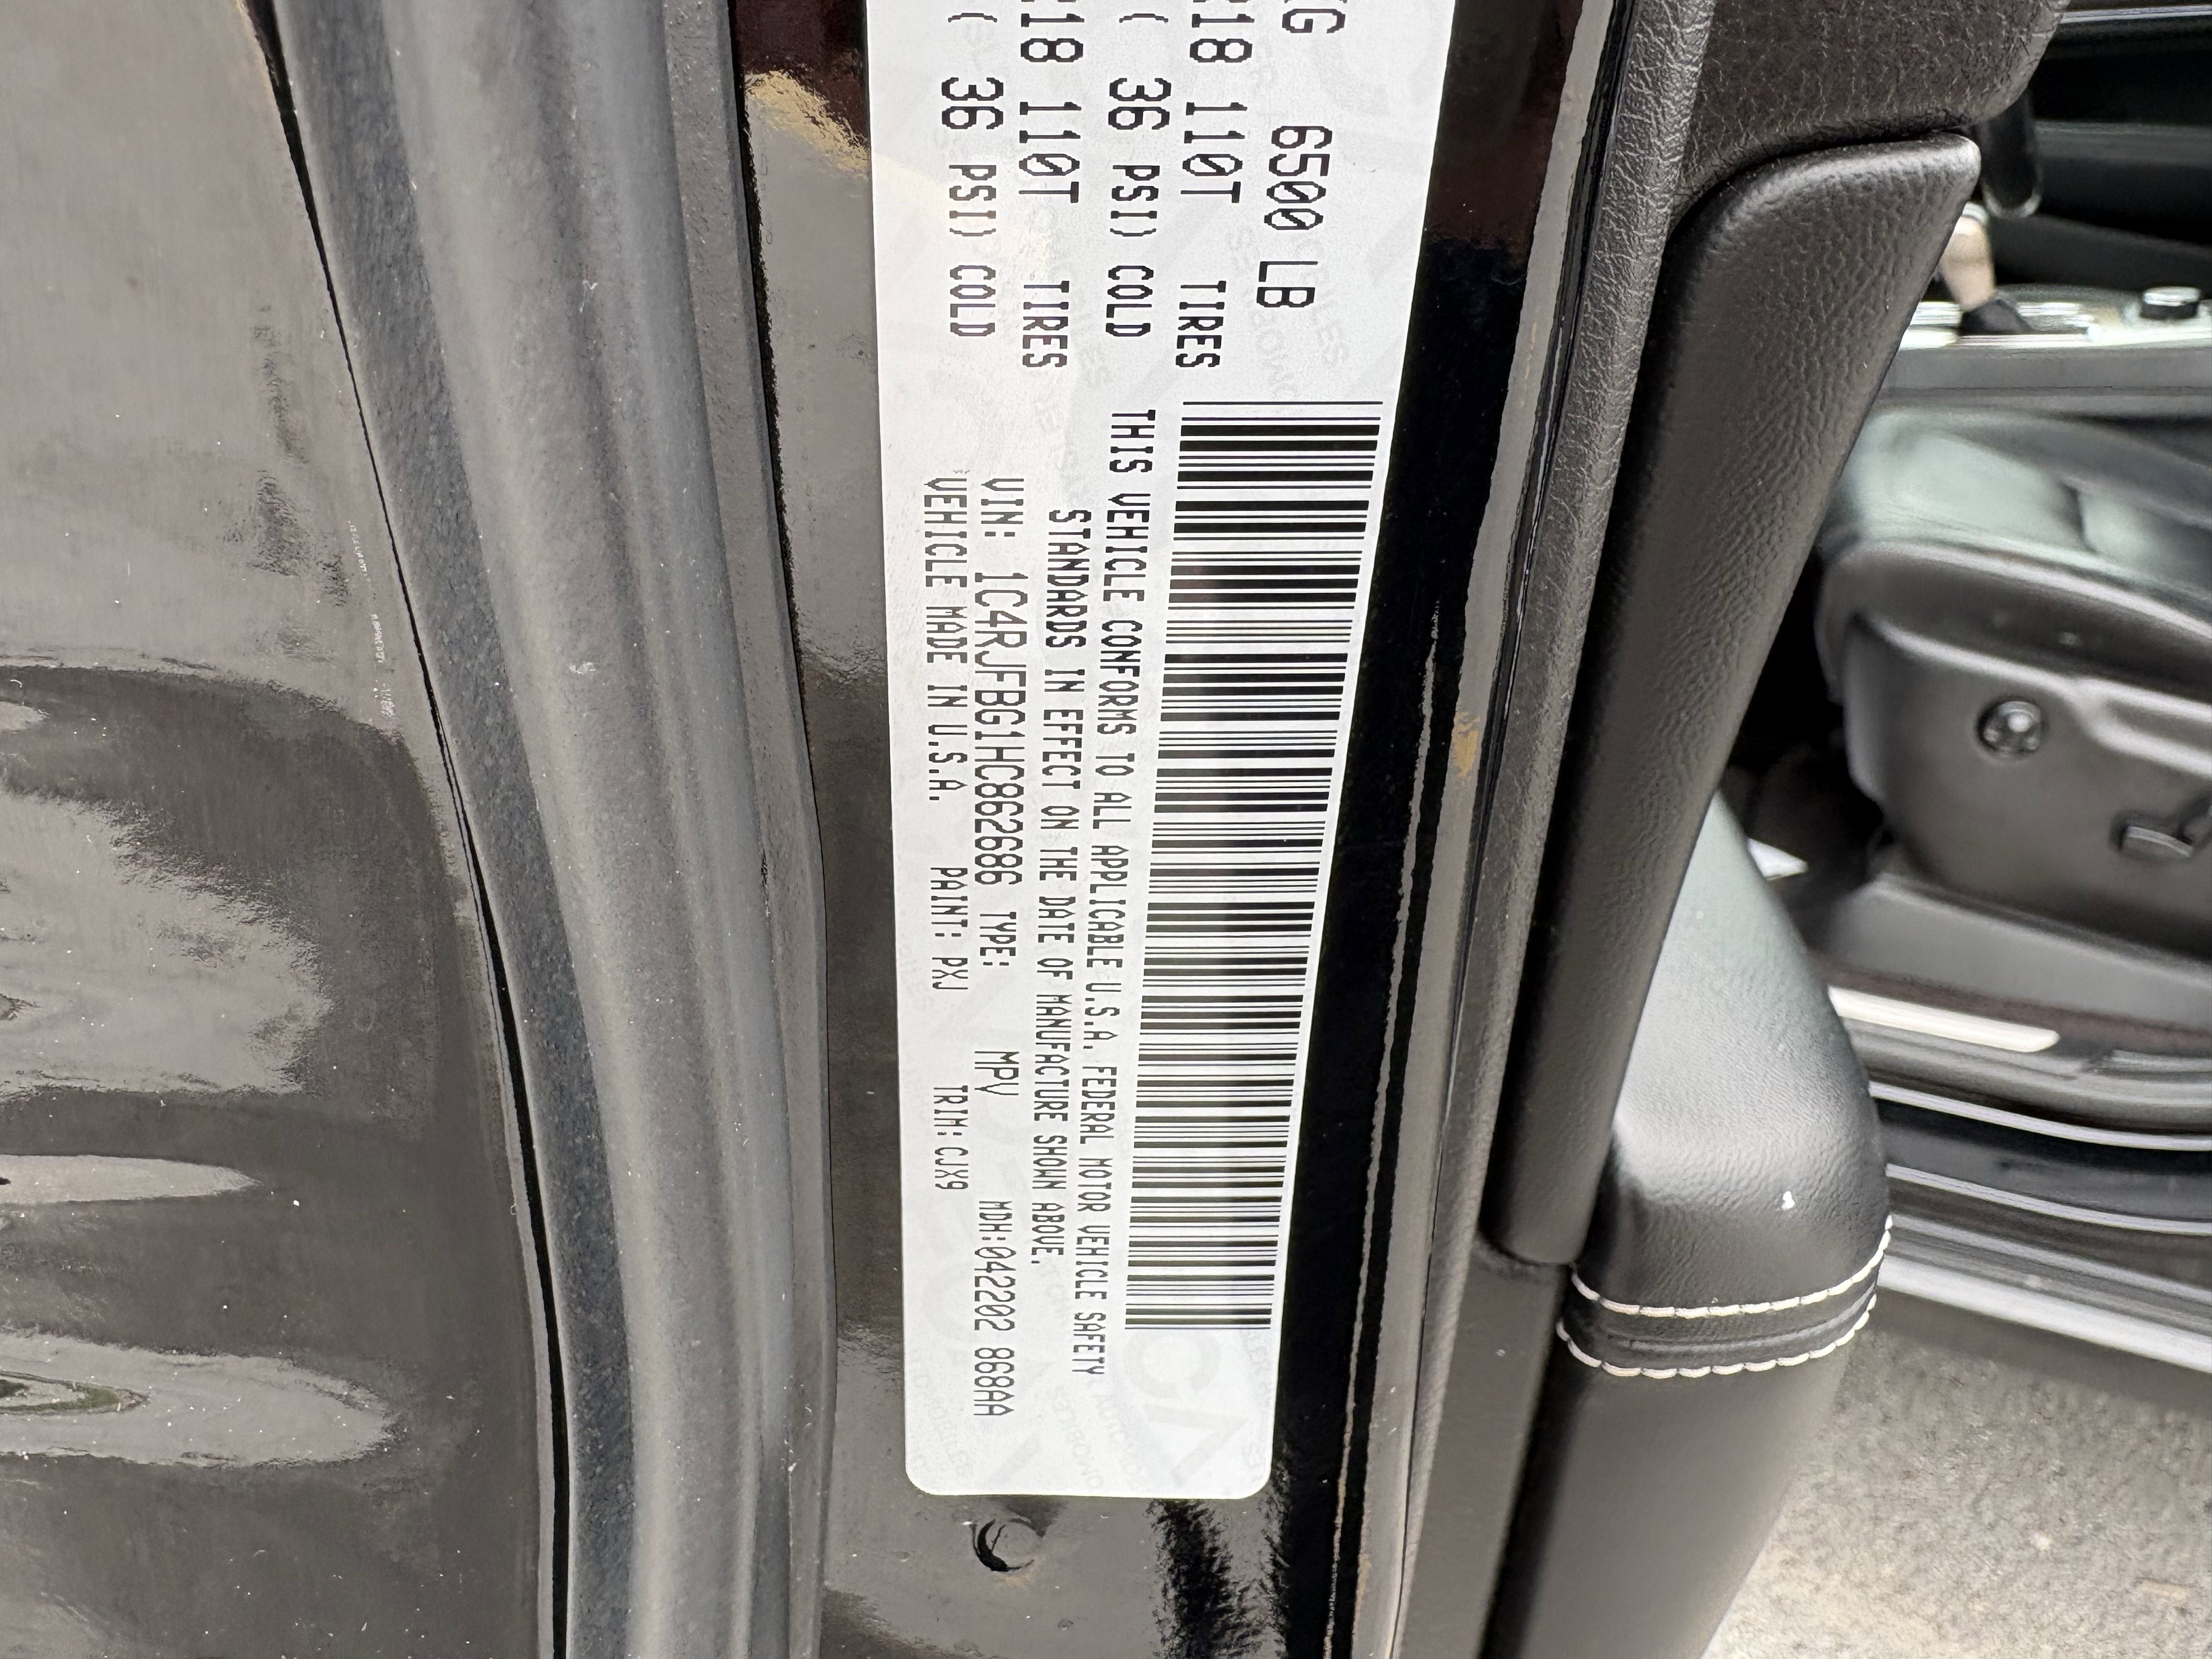 6500 LB
18 110T TIRES
( 36 PSI) COLD
18 110T TIRES
( 36 PSI) COLD
THIS VEHICLE CONFORMS TO ALL APPLICABLE U.S.A. FEDERAL MOTOR VEHICLE SAFETY
STANDARDS IN EFFECT ON THE DATE OF MANUFACTURE SHOWN ABOVE.
VIN: 1C4RJFBG1HC862686 TYPE: MPV MDH:042202 868AA
VEHICLE MADE IN U.S.A. PAINT: PXJ TRIM: CJX9